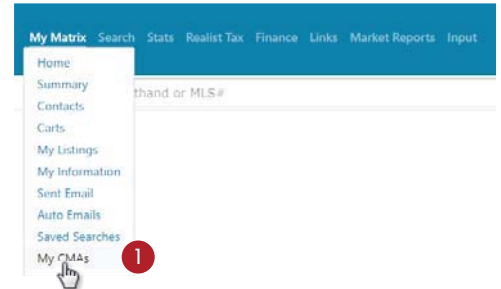 My Matrix Search Stats Realist Tax Finance Links Market Reports Input
Home
Summary
thand or MLS#
Contacts
Carts
My Listings
My Information
Sent Email
Auto Emails
Saved Searches
My CMAs
1